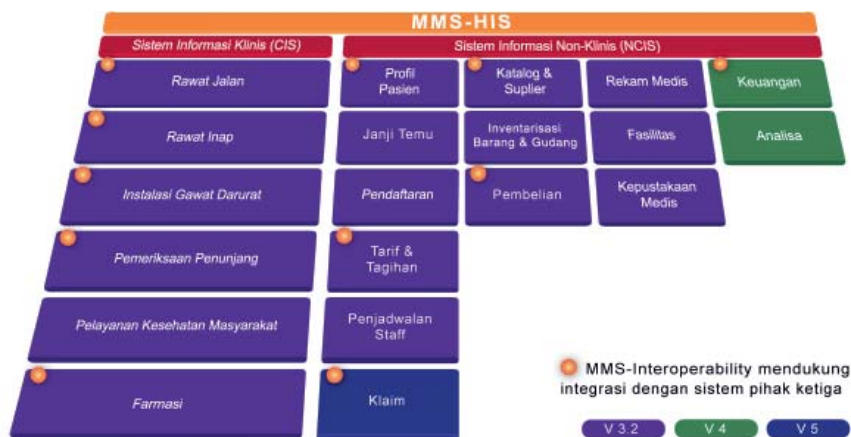 MMS-HIS
Sistem Informasi Klinis (CIS)
Sistem Informasi Non-Klinis (NCIS)
Rawat Jalan
Profil
Pasien
Katalog &
Suplier
Rekam Medis
Keuangan
Rawat Inap
Janji Temu
Inventarisasi
Barang & Gudang
Fasilitas
Analisa
Instalasi Gawat Darurat
Pendaftaran
Pembelian
Kepustakaan
Medis
Pemeriksaan Penunjang
Tarif &
Tagihan
Pelayanan Kesehatan Masyarakat
Penjadwalan
Staff
Farmasi
Klaim
MMS-Interoperability mendukung
integrasi dengan sistem pihak ketiga
V 3.2
V 4
V 5